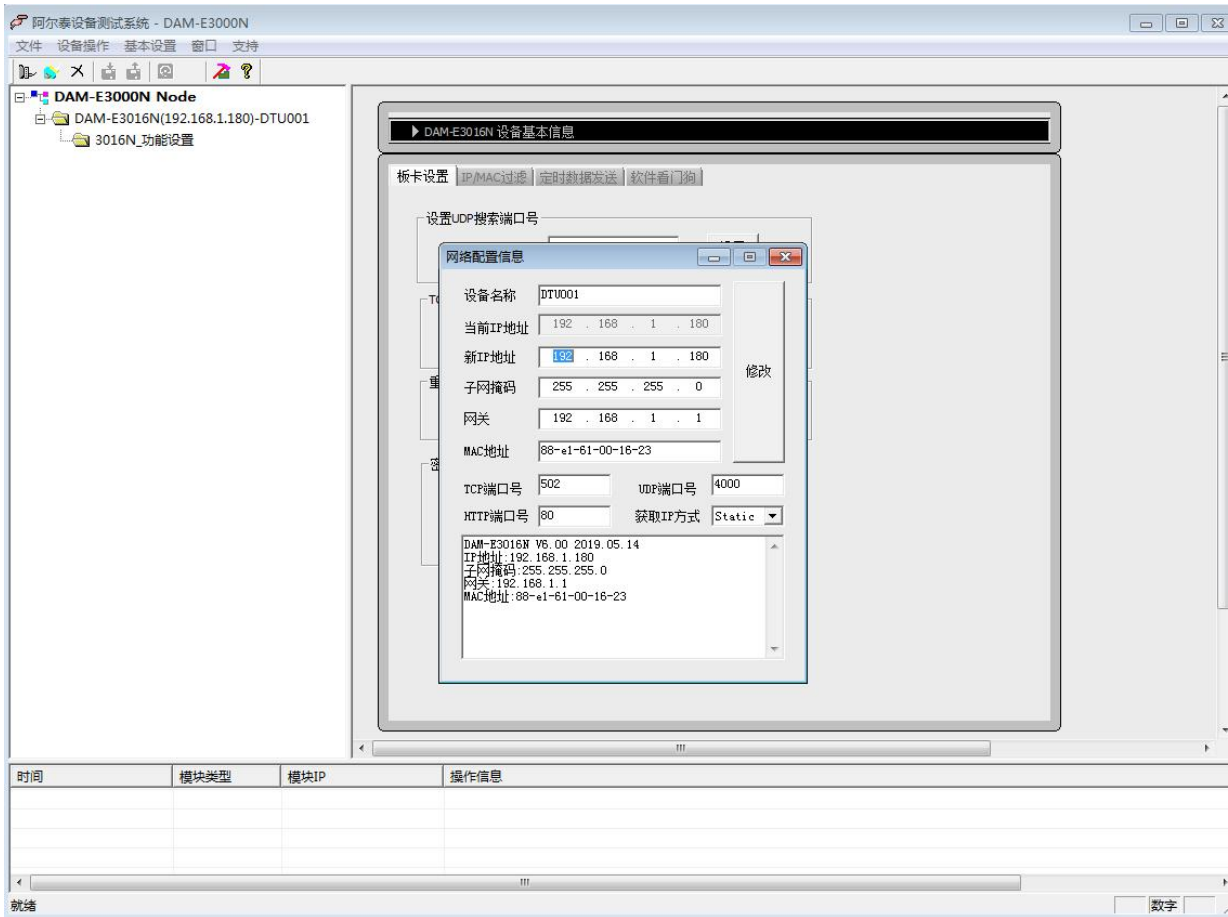 阿尔泰设备测试系统 - DAM-E3000N
文件 设备操作 基本设置 窗口 支持
DAM-E3000N Node
DAM-E3016N(192.168.1.180)-DTU001
3016N_功能设置
DAM-E3016N 设备基本信息
板卡设置 IP/MAC过滤 定时数据发送 软件看门狗
设置UDP搜索端口号
网络配置信息
设备名称 DTU001
当前IP地址 192 . 168 . 1 . 180
新IP地址 192 . 168 . 1 . 180
修改
子网掩码 255 . 255 . 255 . 0
网关 192 . 168 . 1 . 1
MAC地址 88-e1-61-00-16-23
TCP端口号 502 UDP端口号 4000
HTTP端口号 80 获取IP方式 Static
DAM-E3016N V6.00 2019.05.14
IP地址:192.168.1.180
子网掩码:255.255.255.0
网关:192.168.1.1
MAC地址:88-e1-61-00-16-23
时间 模块类型 模块IP 操作信息
就绪 数字